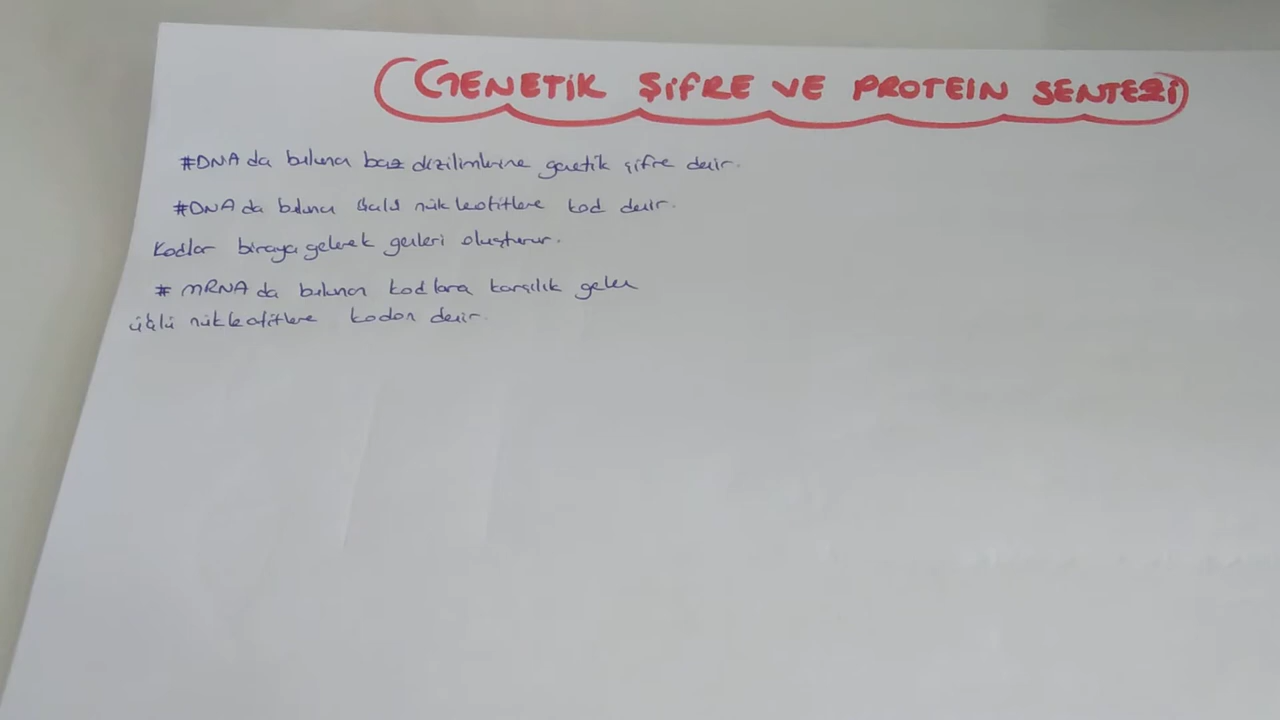 GENETİK ŞİFRE VE PROTEIN SENTEZİ
#DNA da bulunan baz dizilimlerine genetik şifre denir.
#DNA da bulunan üçlü nükleotitlere kod denir.
Kodlar biraraya gelerek genleri oluşturur.
# mRNA da bulunan kodlara karşılık gelen
üçlü nükleotitlere kodon denir.